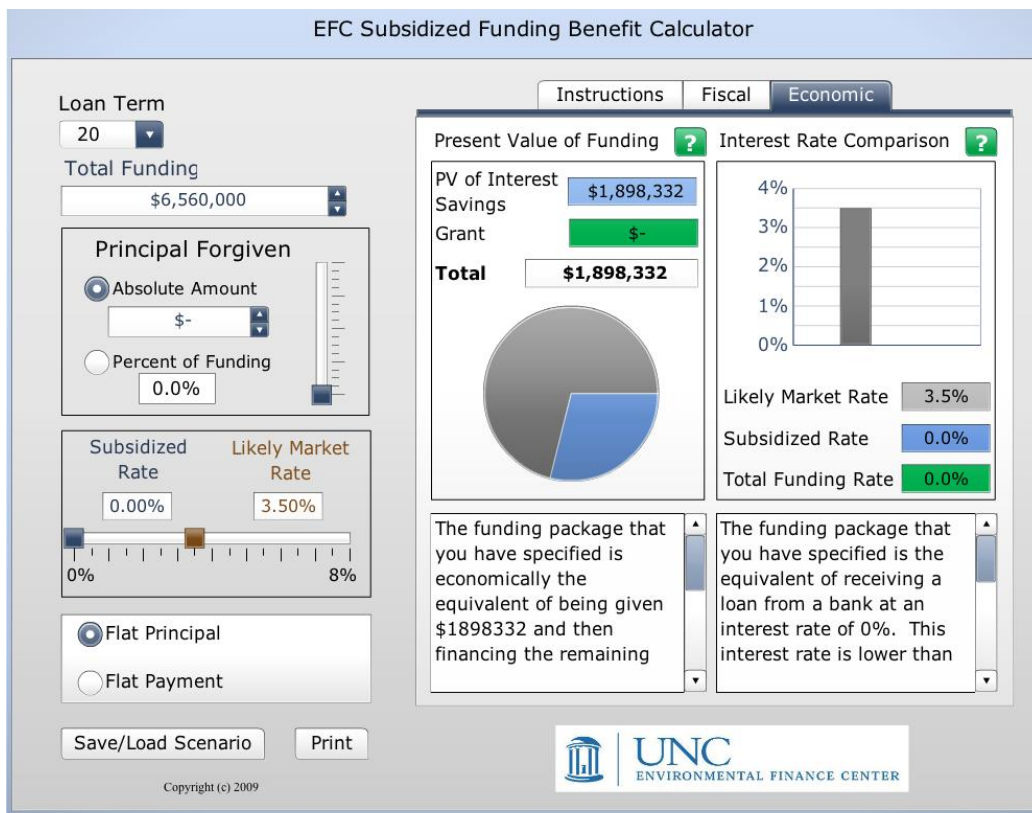 EFC Subsidized Funding Benefit Calculator
Loan Term
20
Total Funding
$6,560,000
Principal Forgiven
Absolute Amount
$-
Percent of Funding
0.0%
Subsidized
Rate
Likely Market
Rate
0.00%
3.50%
0%
8%
Flat Principal
Flat Payment
Save/Load Scenario
Print
Copyright (c) 2009
Instructions
Fiscal
Economic
Present Value of Funding
?
PV of Interest
Savings
$1,898,332
Grant
$-
Total
$1,898,332
The funding package that
you have specified is
economically the
equivalent of being given
$1898332 and then
financing the remaining
Interest Rate Comparison
?
4%
3%
2%
1%
0%
Likely Market Rate
3.5%
Subsidized Rate
0.0%
Total Funding Rate
0.0%
The funding package that
you have specified is the
equivalent of receiving a
loan from a bank at an
interest rate of 0%. This
interest rate is lower than
UNC
ENVIRONMENTAL FINANCE CENTER